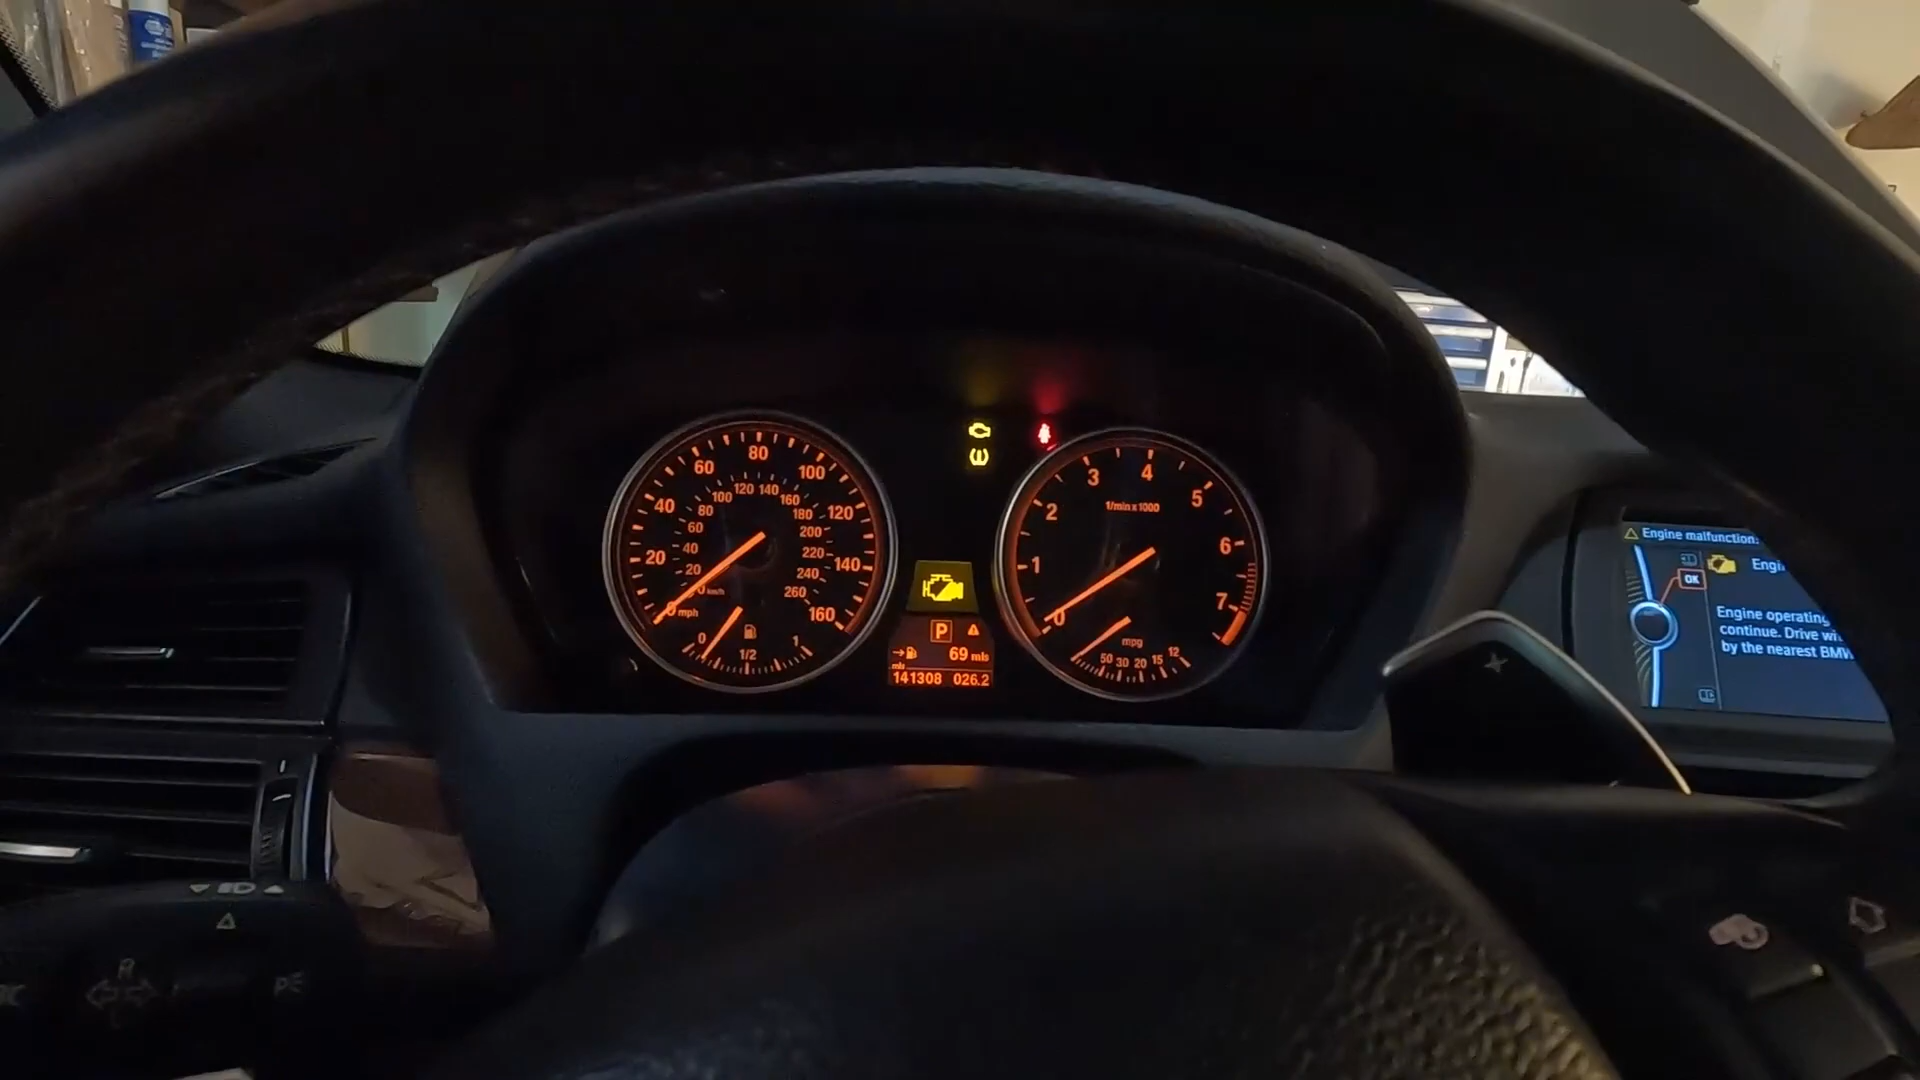 20
40
60
80
100
120
140
160
0 mph
20
40
60
80
100
120
140
160
180
200
220
240
260
km/h
0
1/2
1
P
69 mls
mls
141308 026.2
0
1
2
3
4
5
6
7
1/min x 1000
mpg
50 30 20 15 12
Engine malfunction:
OK
Engine operating
continue. Drive
by the nearest BMW
R